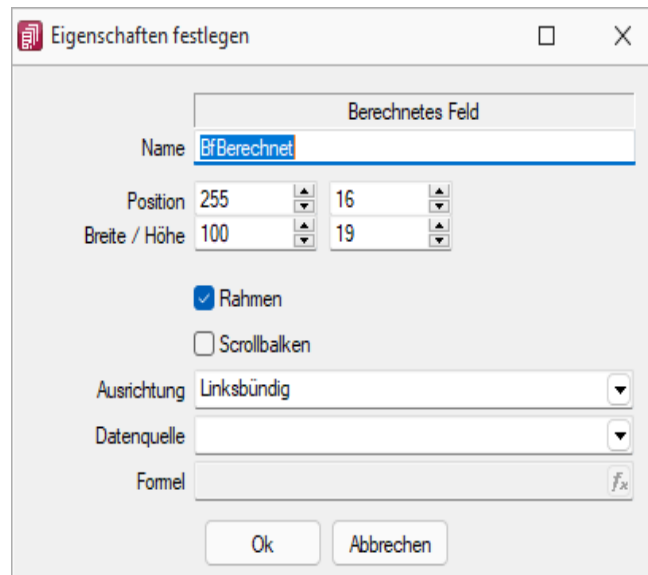 Eigenschaften festlegen
Berechnetes Feld
Name BfBerechnet
Position 255 16
Breite / Höhe 100 19
Rahmen
Scrollbalken
Ausrichtung Linksbündig
Datenquelle
Formel fx
Ok Abbrechen